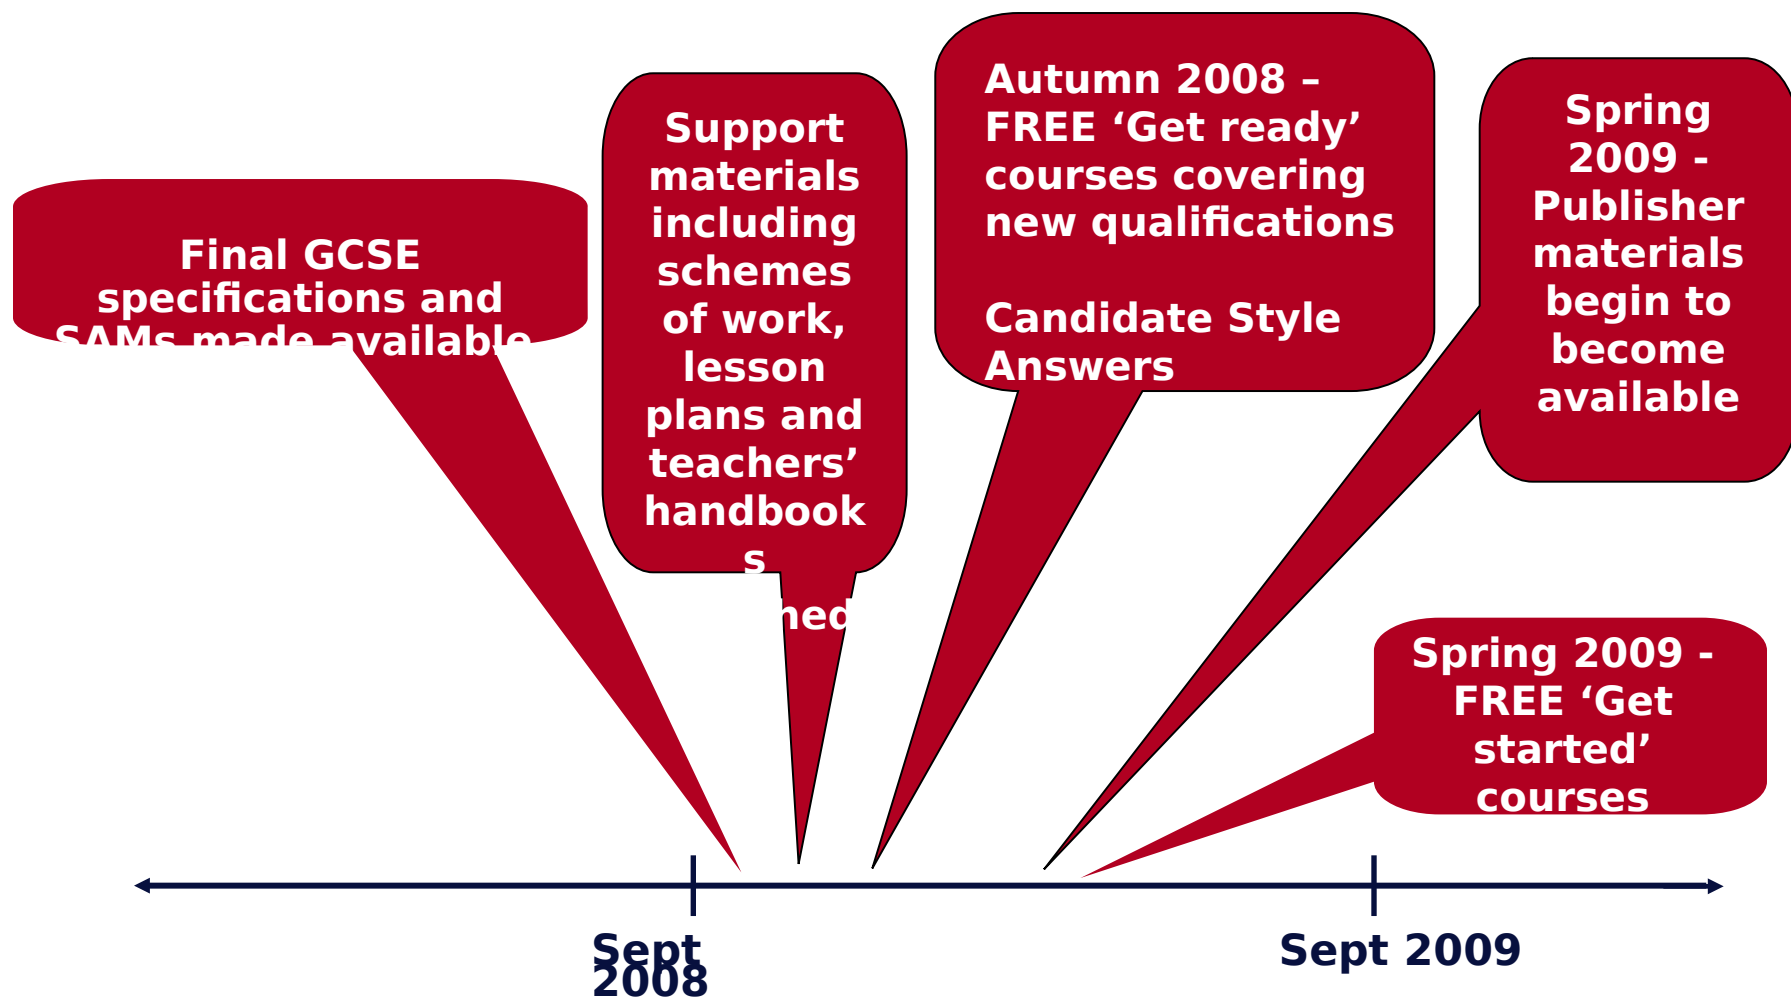 Final GCSE
specifications and
SAMs made available
Support
materials
including
schemes
of work,
lesson
plans and
teachers’
handbook
s
hed
Autumn 2008 –
FREE ‘Get ready’
courses covering
new qualifications
Candidate Style
Answers
Spring
2009 -
Publisher
materials
begin to
become
available
Spring 2009 -
FREE ‘Get
started’
courses
Sept
2008
Sept 2009